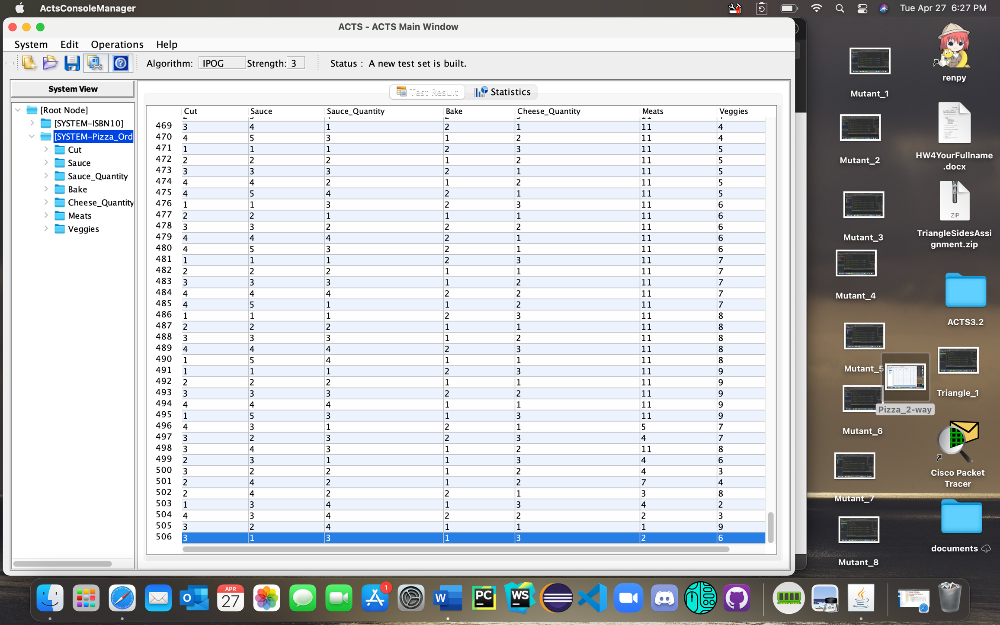 ActsConsoleManager
Tue Apr 27 6:27 PM
ACTS - ACTS Main Window
System Edit Operations Help
Algorithm: IPOG Strength: 3 Status : A new test set is built.
System View
[Root Node]
[SYSTEM-ISBN10]
[SYSTEM-Pizza_Ord
Cut
Sauce
Sauce_Quantity
Bake
Cheese_Quantity
Meats
Veggies
Test Result Statistics
Cut Sauce Sauce_Quantity Bake Cheese_Quantity Meats Veggies
469 3 4 1 2 1 11 4
470 4 5 3 1 2 11 4
471 1 1 1 2 3 11 5
472 2 2 2 1 2 11 5
473 3 3 3 2 1 11 5
474 4 4 2 1 2 11 5
475 4 5 4 2 1 11 5
476 1 1 3 2 3 11 6
477 2 2 1 1 1 11 6
478 3 3 2 2 2 11 6
479 4 4 4 2 1 11 6
480 4 5 3 2 1 11 6
481 1 1 1 2 3 11 7
482 2 2 2 1 1 11 7
483 3 3 3 1 2 11 7
484 4 4 4 2 2 11 7
485 4 5 1 1 2 11 7
486 1 1 1 2 3 11 8
487 2 2 2 1 1 11 8
488 3 3 3 1 2 11 8
489 4 4 4 2 3 11 8
490 1 5 4 1 1 11 8
491 1 1 1 2 3 11 9
492 2 2 2 1 1 11 9
493 3 3 3 2 2 11 9
494 4 4 4 1 1 11 9
495 1 5 3 1 3 11 9
496 4 3 1 2 1 5 7
497 3 2 3 2 3 4 7
498 3 4 3 1 2 11 8
499 2 3 1 1 3 4 6
500 3 2 2 1 2 4 3
501 2 4 2 1 2 7 4
502 2 4 2 2 1 3 8
503 1 3 4 1 3 4 2
504 4 3 4 2 2 2 3
505 3 2 4 1 1 1 9
506 3 1 3 1 3 2 6
Mutant_1
Mutant_2
Mutant_3
Mutant_4
Mutant_5
Mutant_6
Mutant_7
Mutant_8
Pizza_2-way
renpy
HW4YourFullname
.docx
ZIP
TriangleSidesAssi
gnment.zip
ACTS3.2
Triangle_1
Cisco Packet
Tracer
documents
APR
27
1
O
W
PC
WS